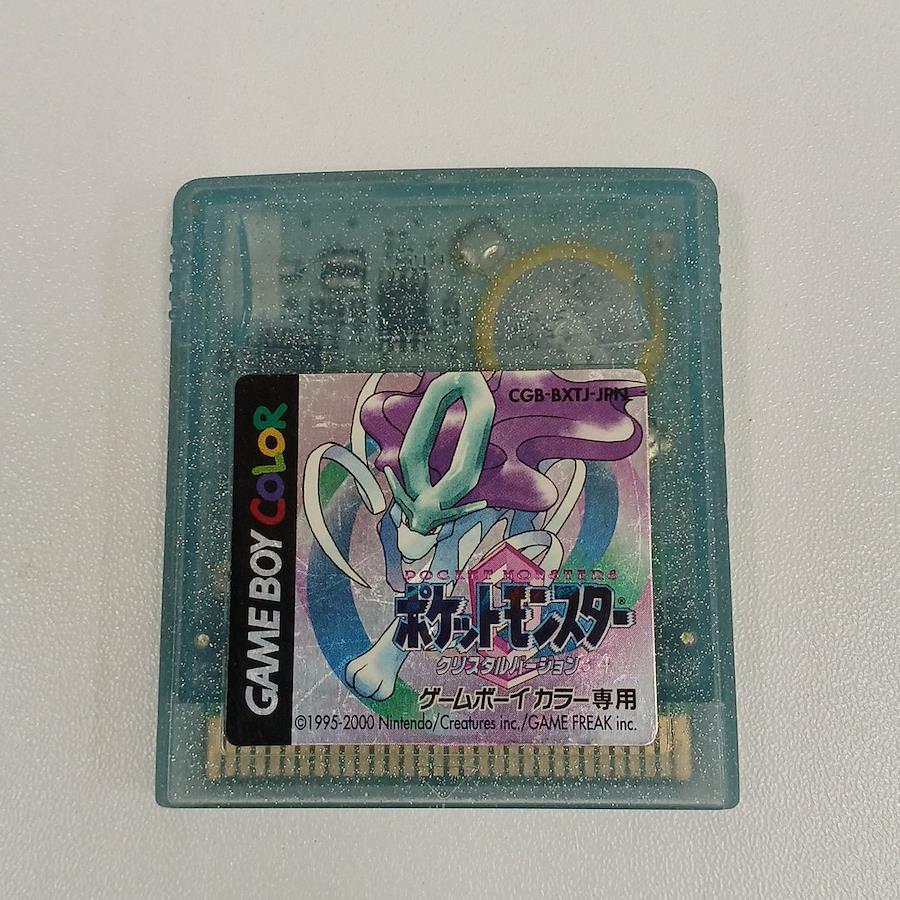 GAME BOY COLOR
CGB-BXTJ-JPN
POCKET MONSTERS
ポケットモンスター®
クリスタルバージョン
ゲームボーイカラー専用
©1995-2000 Nintendo/Creatures inc./GAME FREAK inc.